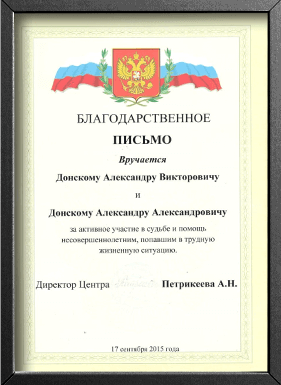 БЛАГОДАРСТВЕННОЕ
ПИСЬМО
Вручается
Донскому Александру Викторовичу
и
Донскому Александру Александровичу
за активное участие в судьбе и помощь
несовершеннолетним, попавшим в трудную
жизненную ситуацию.
Директор Центра Петрикеева А.Н.
17 сентября 2015 года